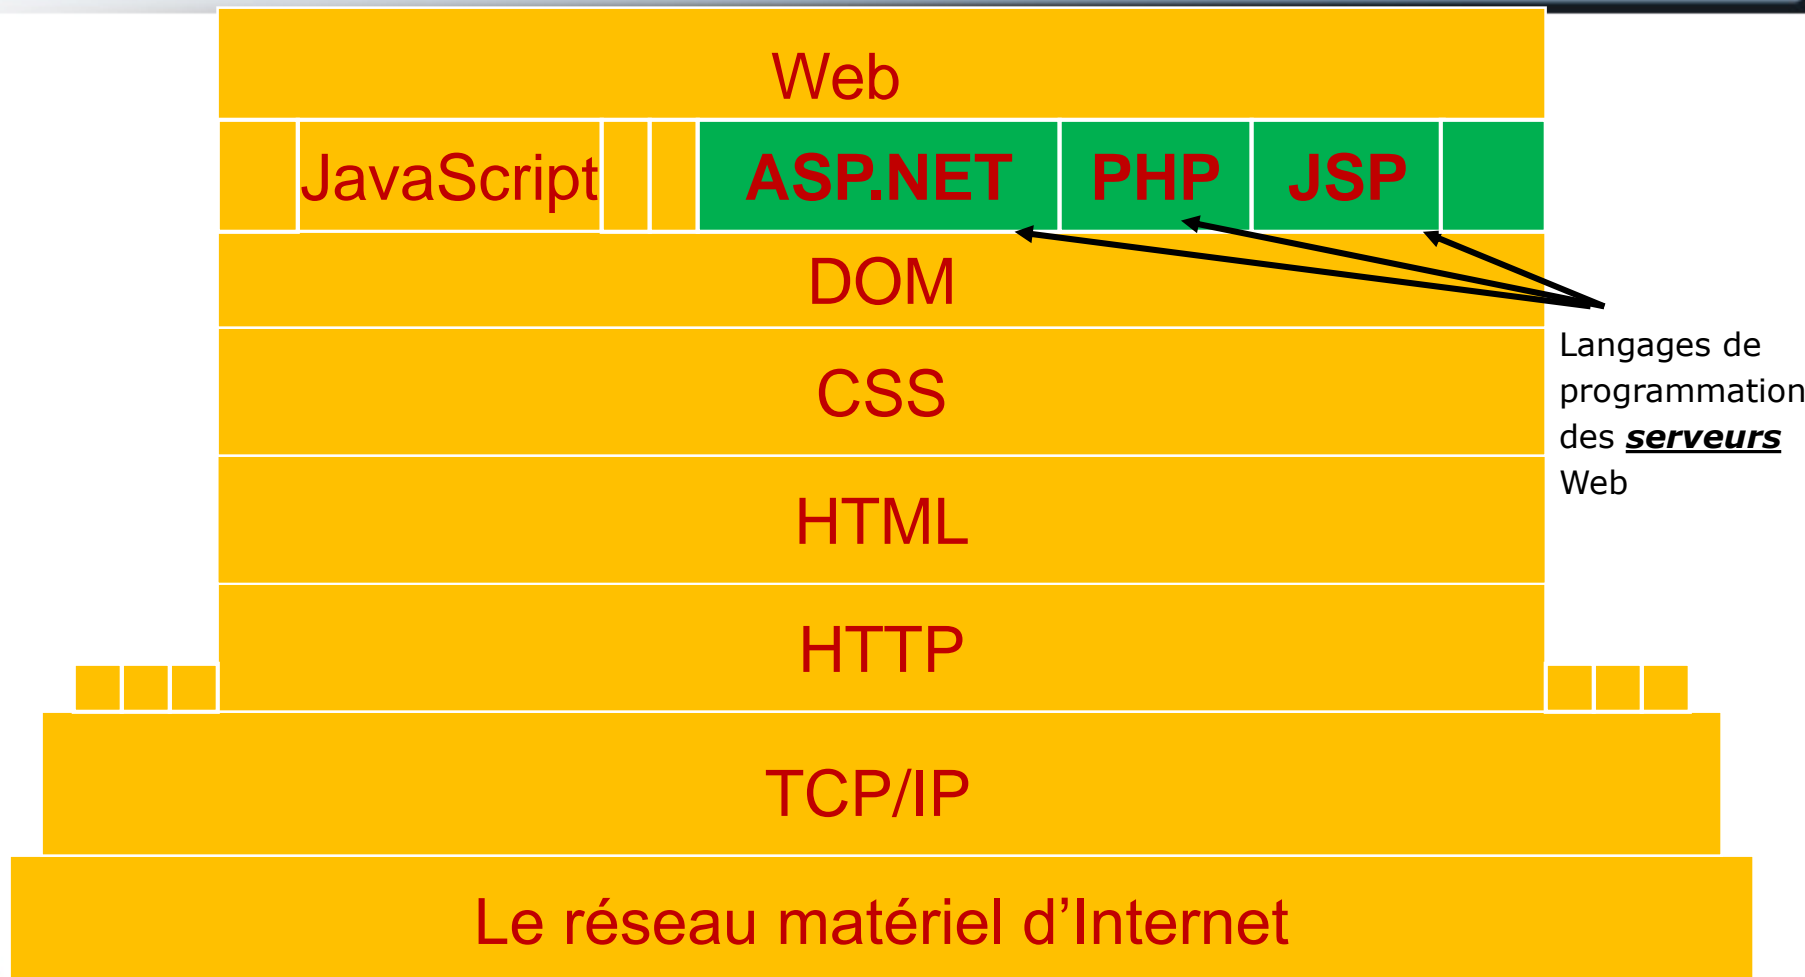 Web
JavaScript ASP.NET PHP JSP
DOM
Langages de
programmation
des serveurs
Web
CSS
HTML
HTTP
TCP/IP
Le réseau matériel d’Internet